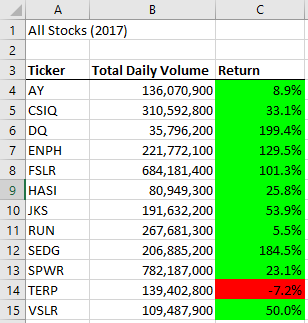 A B C
1 All Stocks (2017)
2
3 Ticker Total Daily Volume Return
4 AY 136,070,900 8.9%
5 CSIQ 310,592,800 33.1%
6 DQ 35,796,200 199.4%
7 ENPH 221,772,100 129.5%
8 FSLR 684,181,400 101.3%
9 HASI 80,949,300 25.8%
10 JKS 191,632,200 53.9%
11 RUN 267,681,300 5.5%
12 SEDG 206,885,200 184.5%
13 SPWR 782,187,000 23.1%
14 TERP 139,402,800 -7.2%
15 VSLR 109,487,900 50.0%